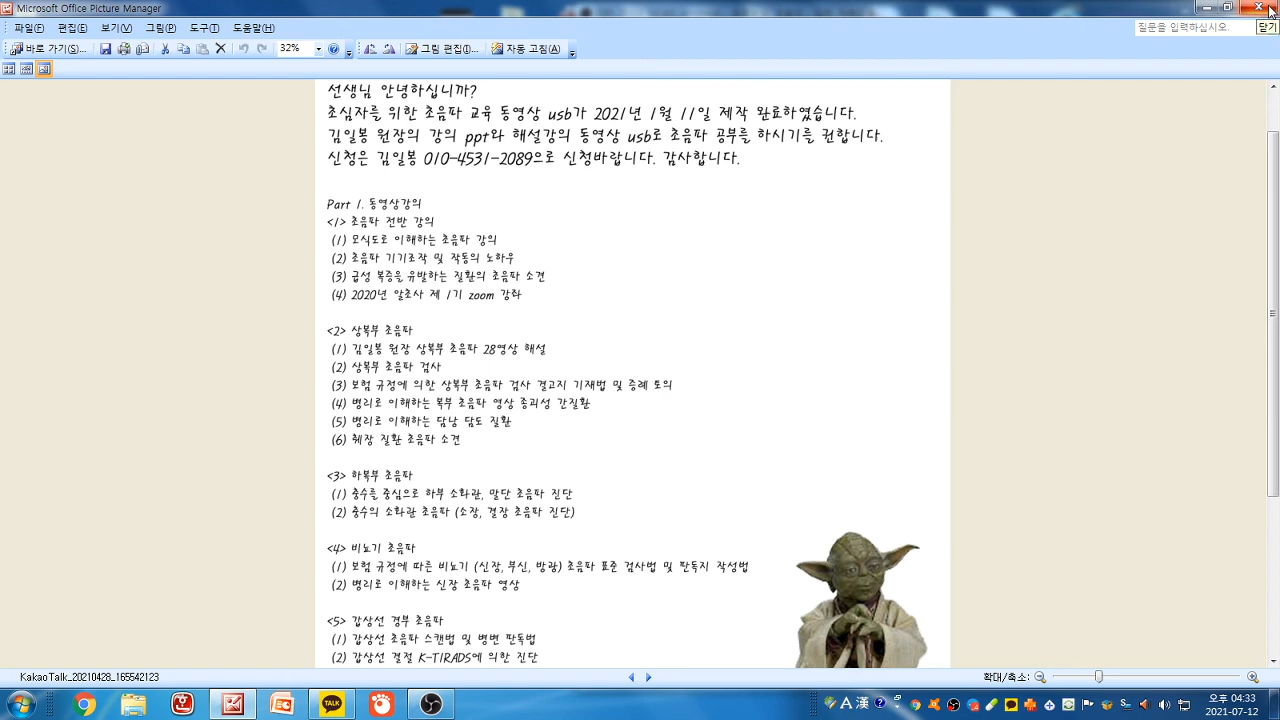 Microsoft Office Picture Manager
파일(F) 편집(E) 보기(V) 그림(P) 도구(T) 도움말(H)
질문을 입력하십시오.
닫기
바로 가기(S)... 32% 그림 편집(I)... 자동 고침(A)
선생님 안녕하십니까?
초심자를 위한 초음파 교육 동영상 usb가 2021년 1월 11일 제작 완료하였습니다.
김일봉 원장의 강의 ppt와 해설강의 동영상 usb로 초음파 공부를 하시기를 권합니다.
신청은 김일봉 010-4531-2089으로 신청바랍니다. 감사합니다.
Part 1. 동영상강의
<1> 초음파 전반 강의
(1) 모식도로 이해하는 초음파 강의
(2) 초음파 기기조작 및 작동의 노하우
(3) 급성 복증을 유발하는 질환의 초음파 소견
(4) 2020년 알초사 제 1기 zoom 강좌
<2> 상복부 초음파
(1) 김일봉 원장 상복부 초음파 28영상 해설
(2) 상복부 초음파 검사
(3) 보험 규정에 의한 상복부 초음파 검사 결고지 기재법 및 증례 토의
(4) 병리로 이해하는 복부 초음파 영상 종괴성 간질환
(5) 병리로 이해하는 담낭 담도 질환
(6) 췌장 질환 초음파 소견
<3> 하복부 초음파
(1) 충수를 중심으로 하부 소화관, 말단 초음파 진단
(2) 충수의 소화관 초음파 (소장, 결장 초음파 진단)
<4> 비뇨기 초음파
(1) 보험 규정에 따른 비뇨기 (신장, 부신, 방광) 초음파 표준 검사법 및 판독지 작성법
(2) 병리로 이해하는 신장 초음파 영상
<5> 갑상선 경부 초음파
(1) 갑상선 초음파 스캔법 및 병변 판독법
(2) 갑상선 결절 K-TIRADS에 의한 진단
KakaoTalk_20210428_165542123
확대/축소:
TALK
A 漢
오후 04:33
2021-07-12